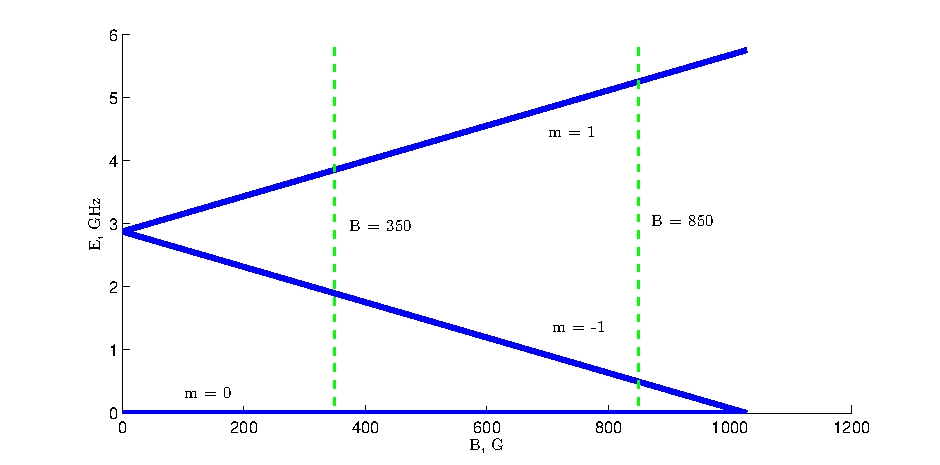 6
5
m = 1
4
3
B = 350
B = 850
E, GHz
2
m = -1
1
m = 0
0
0 200 400 600 800 1000 1200
B, G